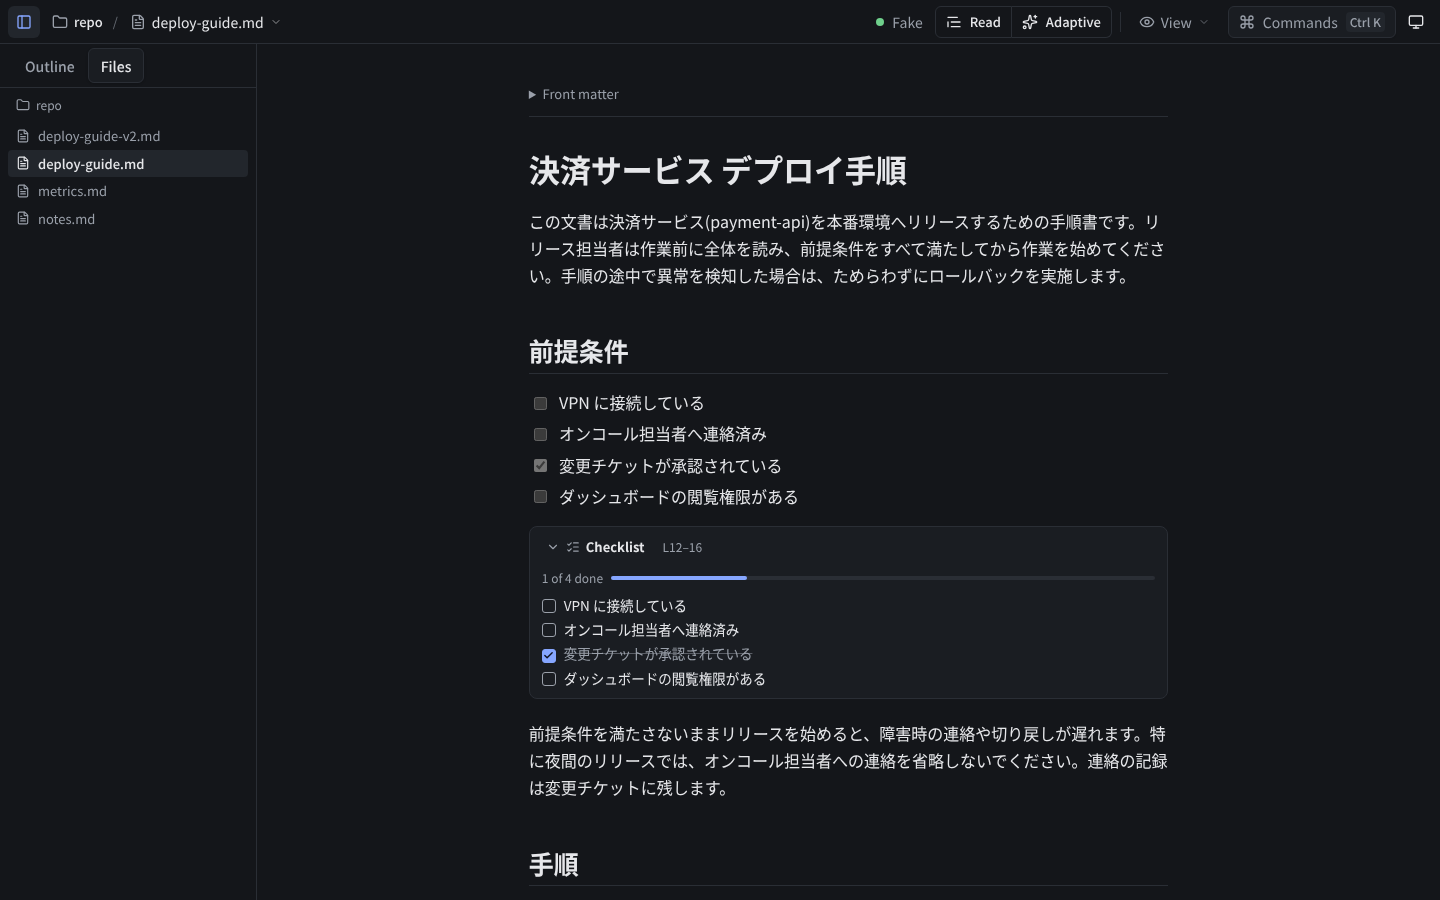 repo / deploy-guide.md
Fake
Read
Adaptive
View
Commands Ctrl K
Outline
Files
repo
deploy-guide-v2.md
deploy-guide.md
metrics.md
notes.md
Front matter
決済サービス デプロイ手順
この文書は決済サービス(payment-api)を本番環境へリリースするための手順書です。リ
リース担当者は作業前に全体を読み、前提条件をすべて満たしてから作業を始めてくださ
い。手順の途中で異常を検知した場合は、ためらわずにロールバックを実施します。
前提条件
VPN に接続している
オンコール担当者へ連絡済み
変更チケットが承認されている
ダッシュボードの閲覧権限がある
Checklist L12–16
1 of 4 done
VPN に接続している
オンコール担当者へ連絡済み
変更チケットが承認されている
ダッシュボードの閲覧権限がある
前提条件を満たさないままリリースを始めると、障害時の連絡や切り戻しが遅れます。特
に夜間のリリースでは、オンコール担当者への連絡を省略しないでください。連絡の記録
は変更チケットに残します。
手順